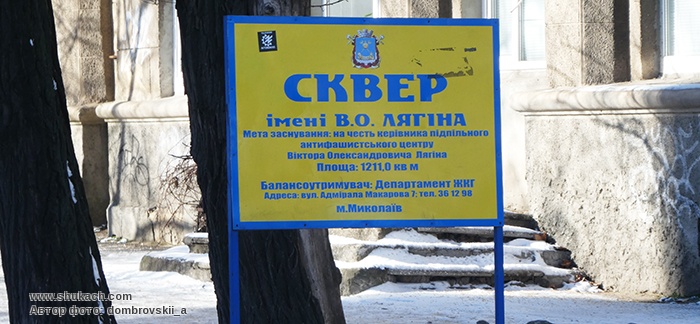 СКВЕР
імені В.О. ЛЯГІНА
Мета заснування: на честь керівника підпільного
антифашистського центру
Віктора Олександровича Лягіна
Площа: 1211,0 кв м
Балансоутримувач: Департамент ЖКГ
Адреса: вул. Адмірала Макарова 7; тел. 36 12 98
м.Миколаїв
www.shukach.com
Автор фото: dombrovskii_a